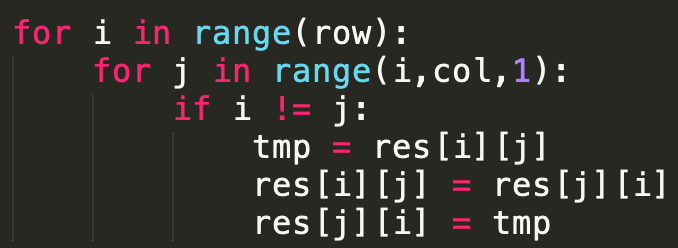 for i in range(row):
    for j in range(i,col,1):
        if i != j:
            tmp = res[i][j]
            res[i][j] = res[j][i]
            res[j][i] = tmp